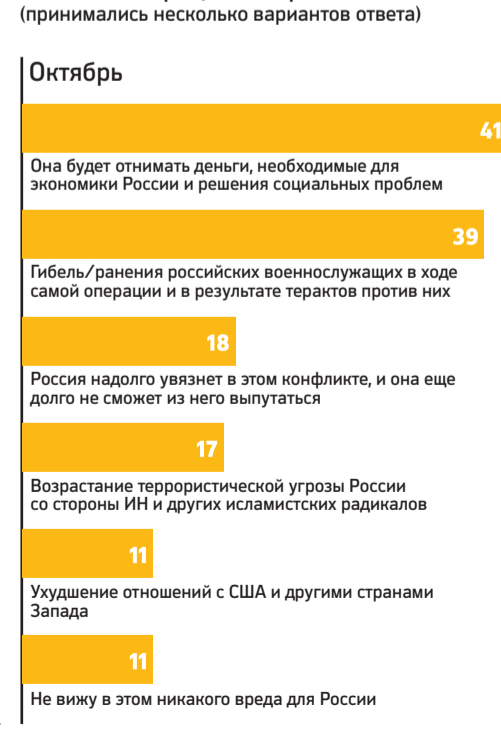 (принимались несколько вариантов ответа)
Октябрь
41
Она будет отнимать деньги, необходимые для
экономики России и решения социальных проблем
39
Гибель/ранения российских военнослужащих в ходе
самой операции и в результате терактов против них
18
Россия надолго увязнет в этом конфликте, и она еще
долго не сможет из него выпутаться
17
Возрастание террористической угрозы России
со стороны ИН и других исламистских радикалов
11
Ухудшение отношений с США и другими странами
Запада
11
Не вижу в этом никакого вреда для России